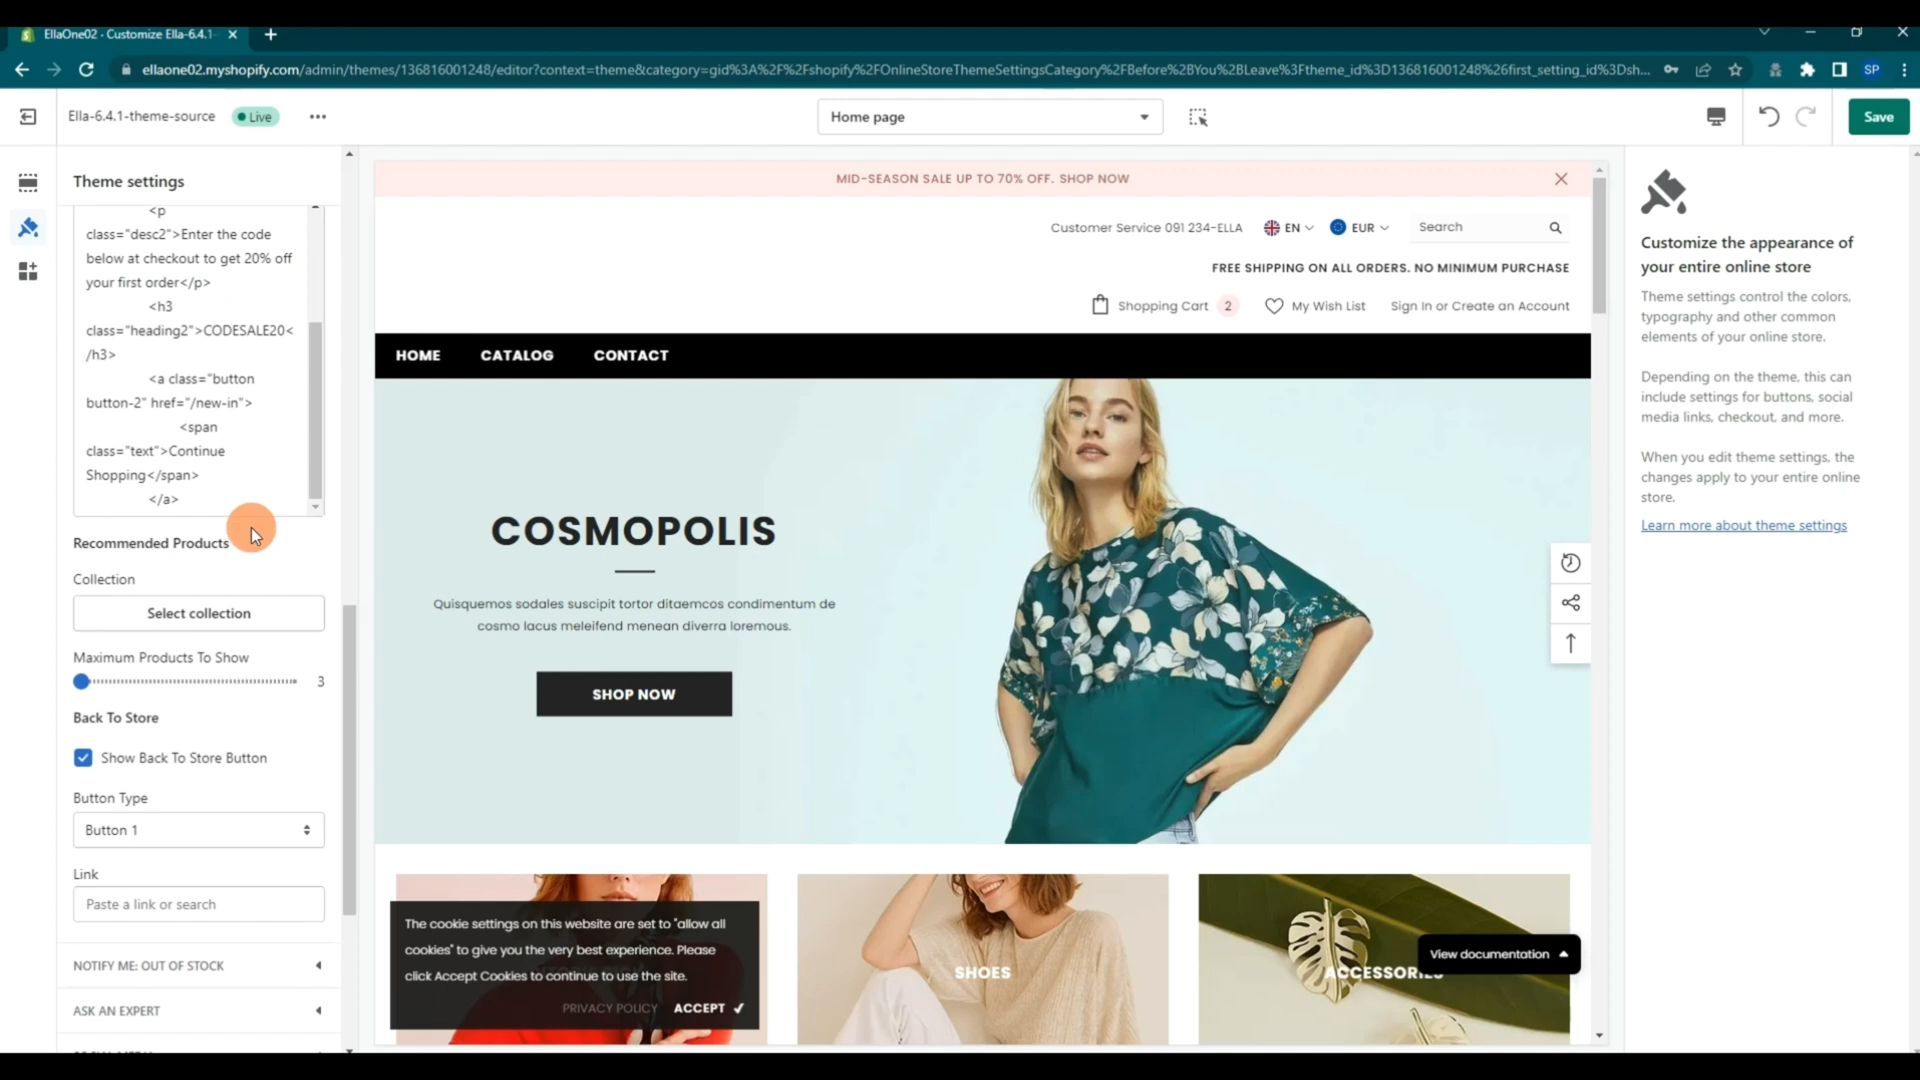 EllaOne02 · Customize Ella-6.4.1-
ellaone02.myshopify.com/admin/themes/136816001248/editor?context=theme&category=gid%3A%2F%2Fshopify%2FOnlineStoreThemeSettingsCategory%2FBefore%2BYou%2BLeave%3Ftheme_id%3D136816001248%26first_setting_id%3Dsh...
SP
Ella-6.4.1-theme-source
Live
Home page
Save
Theme settings
<p
class="desc2">Enter the code
below at checkout to get 20% off
your first order</p>
<h3
class="heading2">CODESALE20<
/h3>
<a class="button
button-2" href="/new-in">
<span
class="text">Continue
Shopping</span>
</a>
Recommended Products
Collection
Select collection
Maximum Products To Show
3
Back To Store
Show Back To Store Button
Button Type
Button 1
Link
Paste a link or search
NOTIFY ME: OUT OF STOCK
ASK AN EXPERT
MID-SEASON SALE UP TO 70% OFF. SHOP NOW
Customer Service 091 234-ELLA
EN
EUR
Search
FREE SHIPPING ON ALL ORDERS. NO MINIMUM PURCHASE
Shopping Cart 2
My Wish List
Sign In or Create an Account
HOME
CATALOG
CONTACT
COSMOPOLIS
Quisquemos sodales suscipit tortor ditaemcos condimentum de
cosmo lacus meleifend menean diverra loremous.
SHOP NOW
The cookie settings on this website are set to "allow all
cookies" to give you the very best experience. Please
click Accept Cookies to continue to use the site.
PRIVACY POLICY
ACCEPT
SHOES
View documentation
ACCESSORIES
Customize the appearance of
your entire online store
Theme settings control the colors,
typography and other common
elements of your online store.
Depending on the theme, this can
include settings for buttons, social
media links, checkout, and more.
When you edit theme settings, the
changes apply to your entire online
store.
Learn more about theme settings